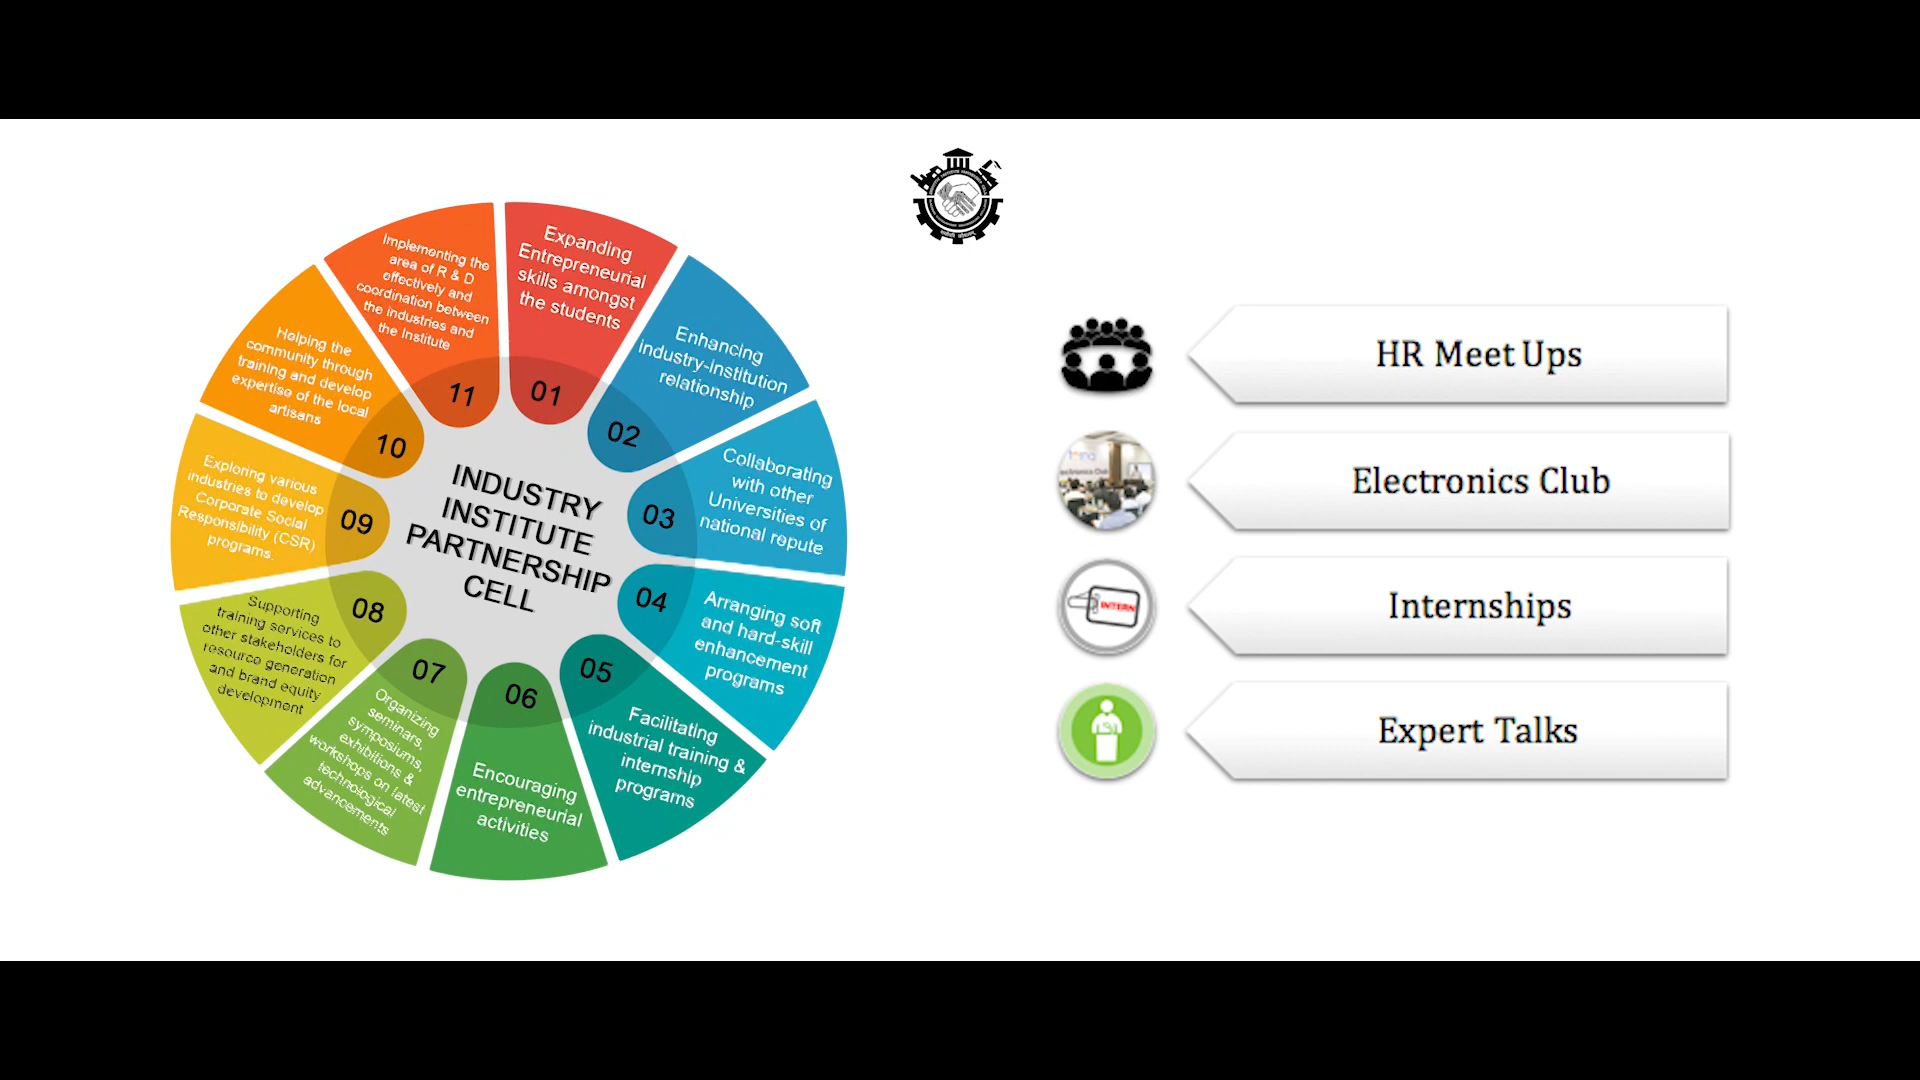 Expanding
Entrepreneurial
skills amongst
the students
01
Enhancing
industry-institution
relationship
02
Collaborating
with other
Universities of
national repute
03
Arranging soft
and hard-skill
enhancement
programs
04
Facilitating
industrial training &
internship
programs
05
Encouraging
entrepreneurial
activities
06
Organizing
seminars,
symposiums,
exhibitions &
workshops on latest
technological
advancements
07
Supporting
training services to
other stakeholders for
resource generation
and brand equity
development
08
Exploring various
industries to develop
Corporate Social
Responsibility (CSR)
programs.
09
Helping the
community through
training and develop
expertise of the local
artisans
10
Implementing the
area of R & D
effectively and
coordination between
the industries and
the Institute
11
INDUSTRY
INSTITUTE
PARTNERSHIP
CELL
HR Meet Ups
Electronics Club
INTERN
Internships
Expert Talks